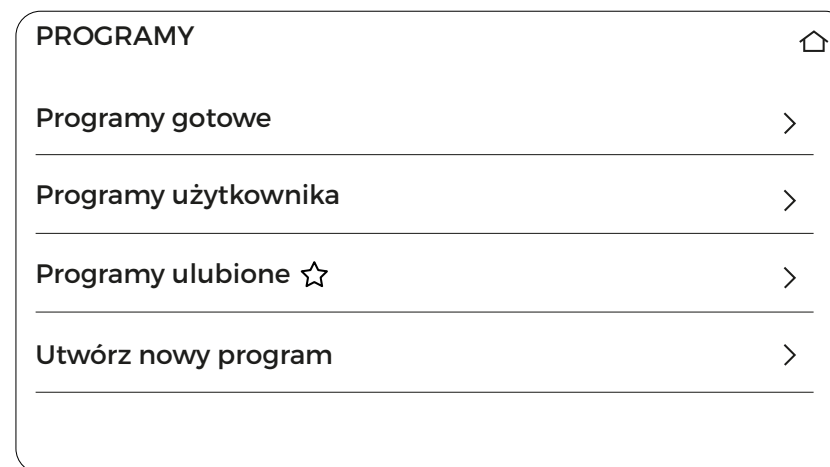 PROGRAMY
Programy gotowe
Programy użytkownika
Programy ulubione
Utwórz nowy program